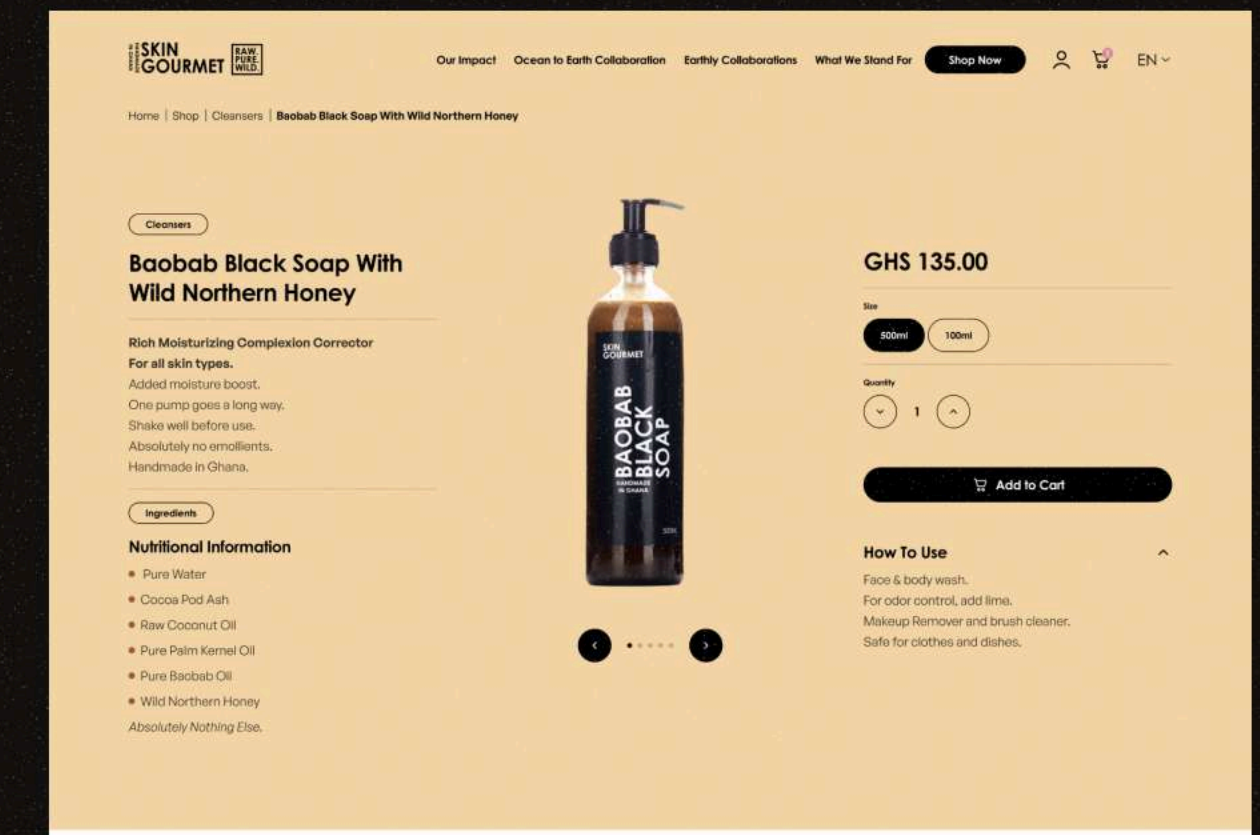 SKIN
GOURMET
RAW.
PURE.
WILD.
Our Impact
Ocean to Earth Collaboration
Earthly Collaborations
What We Stand For
Shop Now
EN
Home | Shop | Cleansers | Baobab Black Soap With Wild Northern Honey
Cleansers
Baobab Black Soap With
Wild Northern Honey
Rich Moisturizing Complexion Corrector
For all skin types.
Added moisture boost.
One pump goes a long way.
Shake well before use.
Absolutely no emollients.
Handmade in Ghana.
Ingredients
Nutritional Information
Pure Water
Cocoa Pod Ash
Raw Coconut Oil
Pure Palm Kernel Oil
Pure Baobab Oil
Wild Northern Honey
Absolutely Nothing Else.
SKIN
GOURMET
BAOBAB
BLACK
SOAP
HANDMADE
IN GHANA
GHS 135.00
Size
500ml
100ml
Quantity
1
Add to Cart
How To Use
Face & body wash.
For odor control, add lime.
Makeup Remover and brush cleaner.
Safe for clothes and dishes.